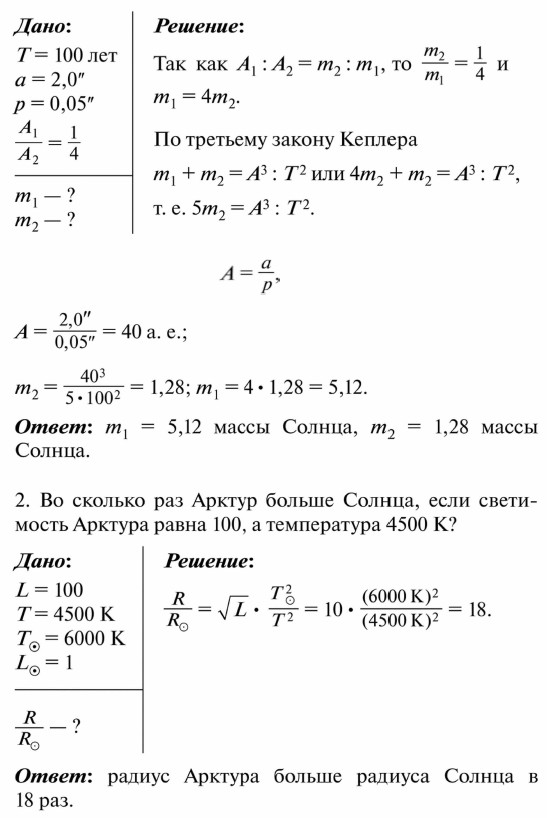 Дано:
T = 100 лет
a = 2,0″
p = 0,05″
A₁/A₂ = 1/4
m₁ — ?
m₂ — ?
Решение:
Так как A₁ : A₂ = m₂ : m₁, то m₂/m₁ = 1/4 и
m₁ = 4m₂.
По третьему закону Кеплера
m₁ + m₂ = A³ : T² или 4m₂ + m₂ = A³ : T²,
т. е. 5m₂ = A³ : T².
A = a/p,
A = 2,0″/0,05″ = 40 а. е.;
m₂ = 40³/(5 • 100²) = 1,28; m₁ = 4 • 1,28 = 5,12.
Ответ: m₁ = 5,12 массы Солнца, m₂ = 1,28 массы
Солнца.
2. Во сколько раз Арктур больше Солнца, если свети-
мость Арктура равна 100, а температура 4500 К?
Дано:
L = 100
T = 4500 К
T☉ = 6000 К
L☉ = 1
R/R☉ — ?
Решение:
R/R☉ = √L • T☉²/T² = 10 • (6000 К)²/(4500 К)² = 18.
Ответ: радиус Арктура больше радиуса Солнца в
18 раз.